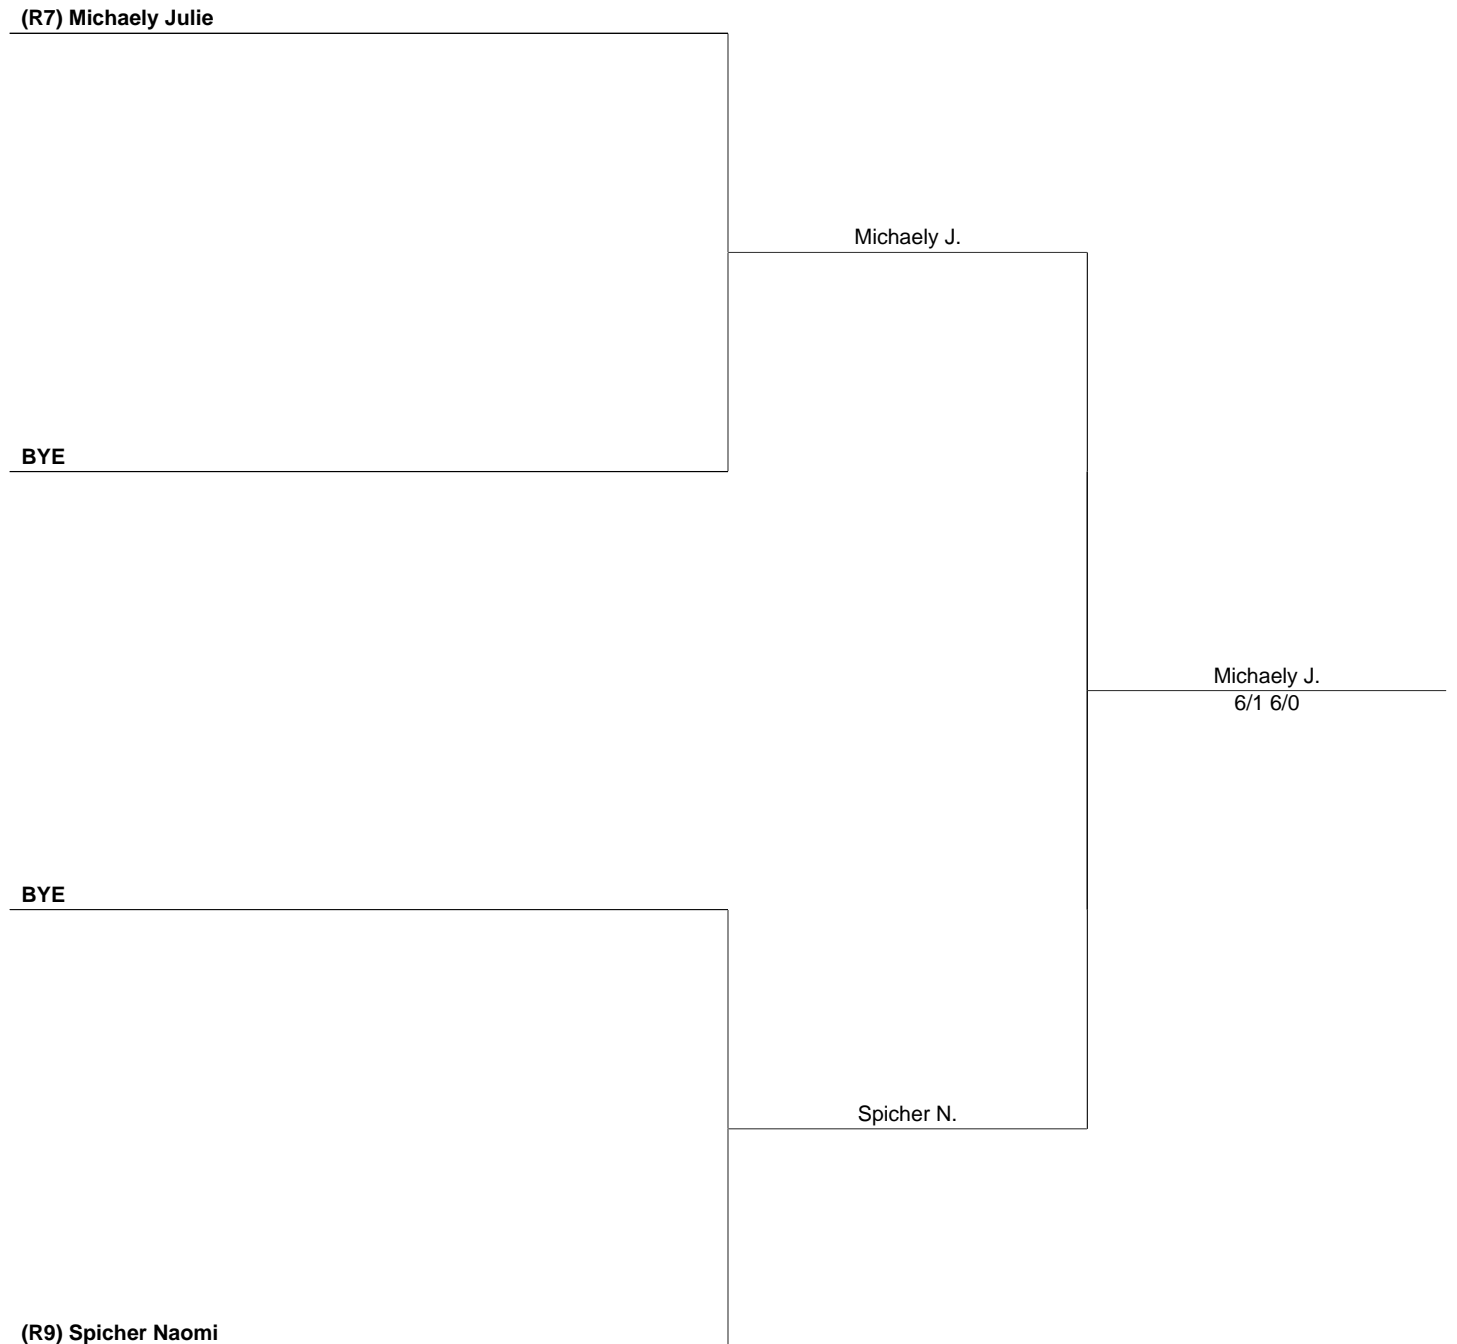 (R7) Michaely Julie
Michaely J.
BYE
Michaely J.
6/1 6/0
BYE
Spicher N.
(R9) Spicher Naomi